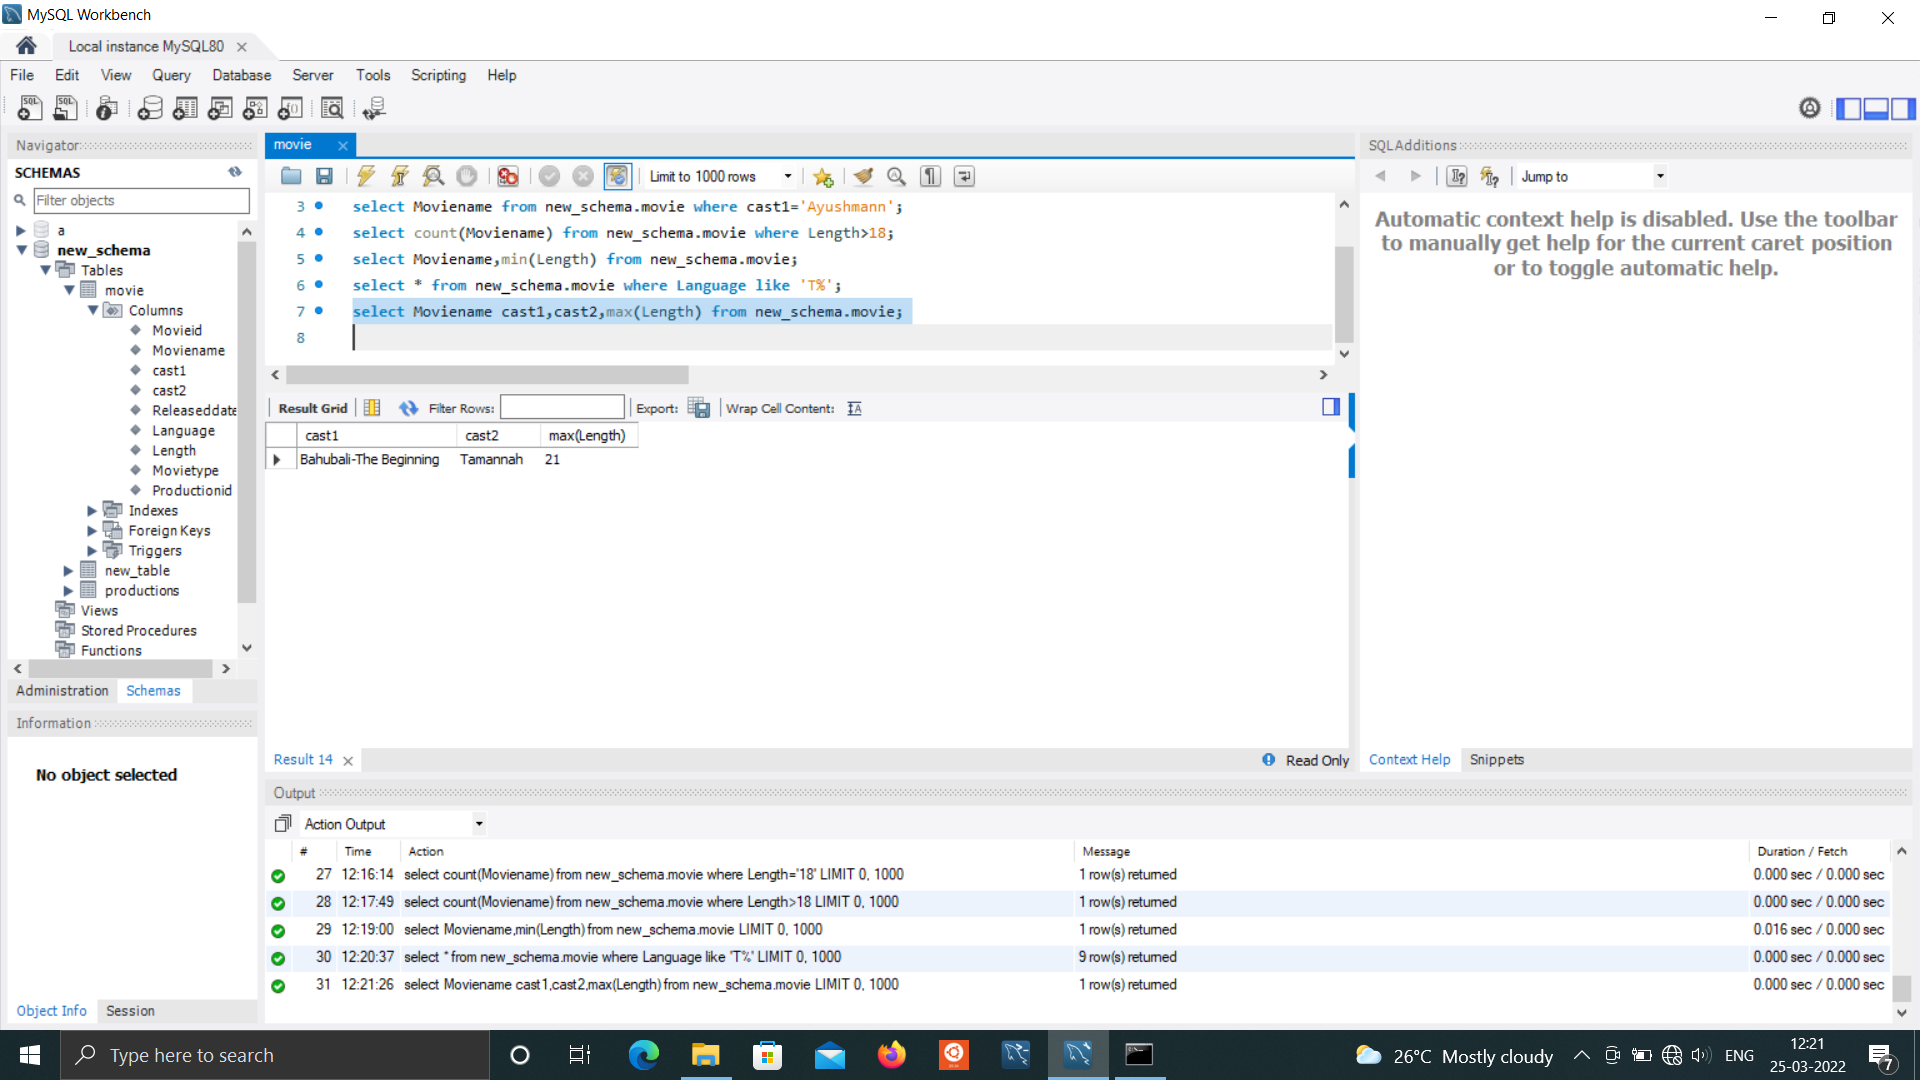 MySQL Workbench
Local instance MySQL80
File Edit View Query Database Server Tools Scripting Help
Navigator
SCHEMAS
Filter objects
a
new_schema
Tables
movie
Columns
Movieid
Moviename
cast1
cast2
Releaseddate
Language
Length
Movietype
Productionid
Indexes
Foreign Keys
Triggers
new_table
productions
Views
Stored Procedures
Functions
Administration Schemas
Information
No object selected
Object Info Session
movie
Limit to 1000 rows
3 select Moviename from new_schema.movie where cast1='Ayushmann';
4 select count(Moviename) from new_schema.movie where Length>18;
5 select Moviename,min(Length) from new_schema.movie;
6 select * from new_schema.movie where Language like 'T%';
7 select Moviename cast1,cast2,max(Length) from new_schema.movie;
8
Result Grid Filter Rows: Export: Wrap Cell Content:
cast1 cast2 max(Length)
Bahubali-The Beginning Tamannah 21
Result 14 Read Only
SQLAdditions
Jump to
Automatic context help is disabled. Use the toolbar
to manually get help for the current caret position
or to toggle automatic help.
Context Help Snippets
Output
Action Output
# Time Action Message Duration / Fetch
27 12:16:14 select count(Moviename) from new_schema.movie where Length='18' LIMIT 0, 1000 1 row(s) returned 0.000 sec / 0.000 sec
28 12:17:49 select count(Moviename) from new_schema.movie where Length>18 LIMIT 0, 1000 1 row(s) returned 0.000 sec / 0.000 sec
29 12:19:00 select Moviename,min(Length) from new_schema.movie LIMIT 0, 1000 1 row(s) returned 0.016 sec / 0.000 sec
30 12:20:37 select * from new_schema.movie where Language like 'T%' LIMIT 0, 1000 9 row(s) returned 0.000 sec / 0.000 sec
31 12:21:26 select Moviename cast1,cast2,max(Length) from new_schema.movie LIMIT 0, 1000 1 row(s) returned 0.000 sec / 0.000 sec
Type here to search
26°C Mostly cloudy
ENG
12:21
25-03-2022
7